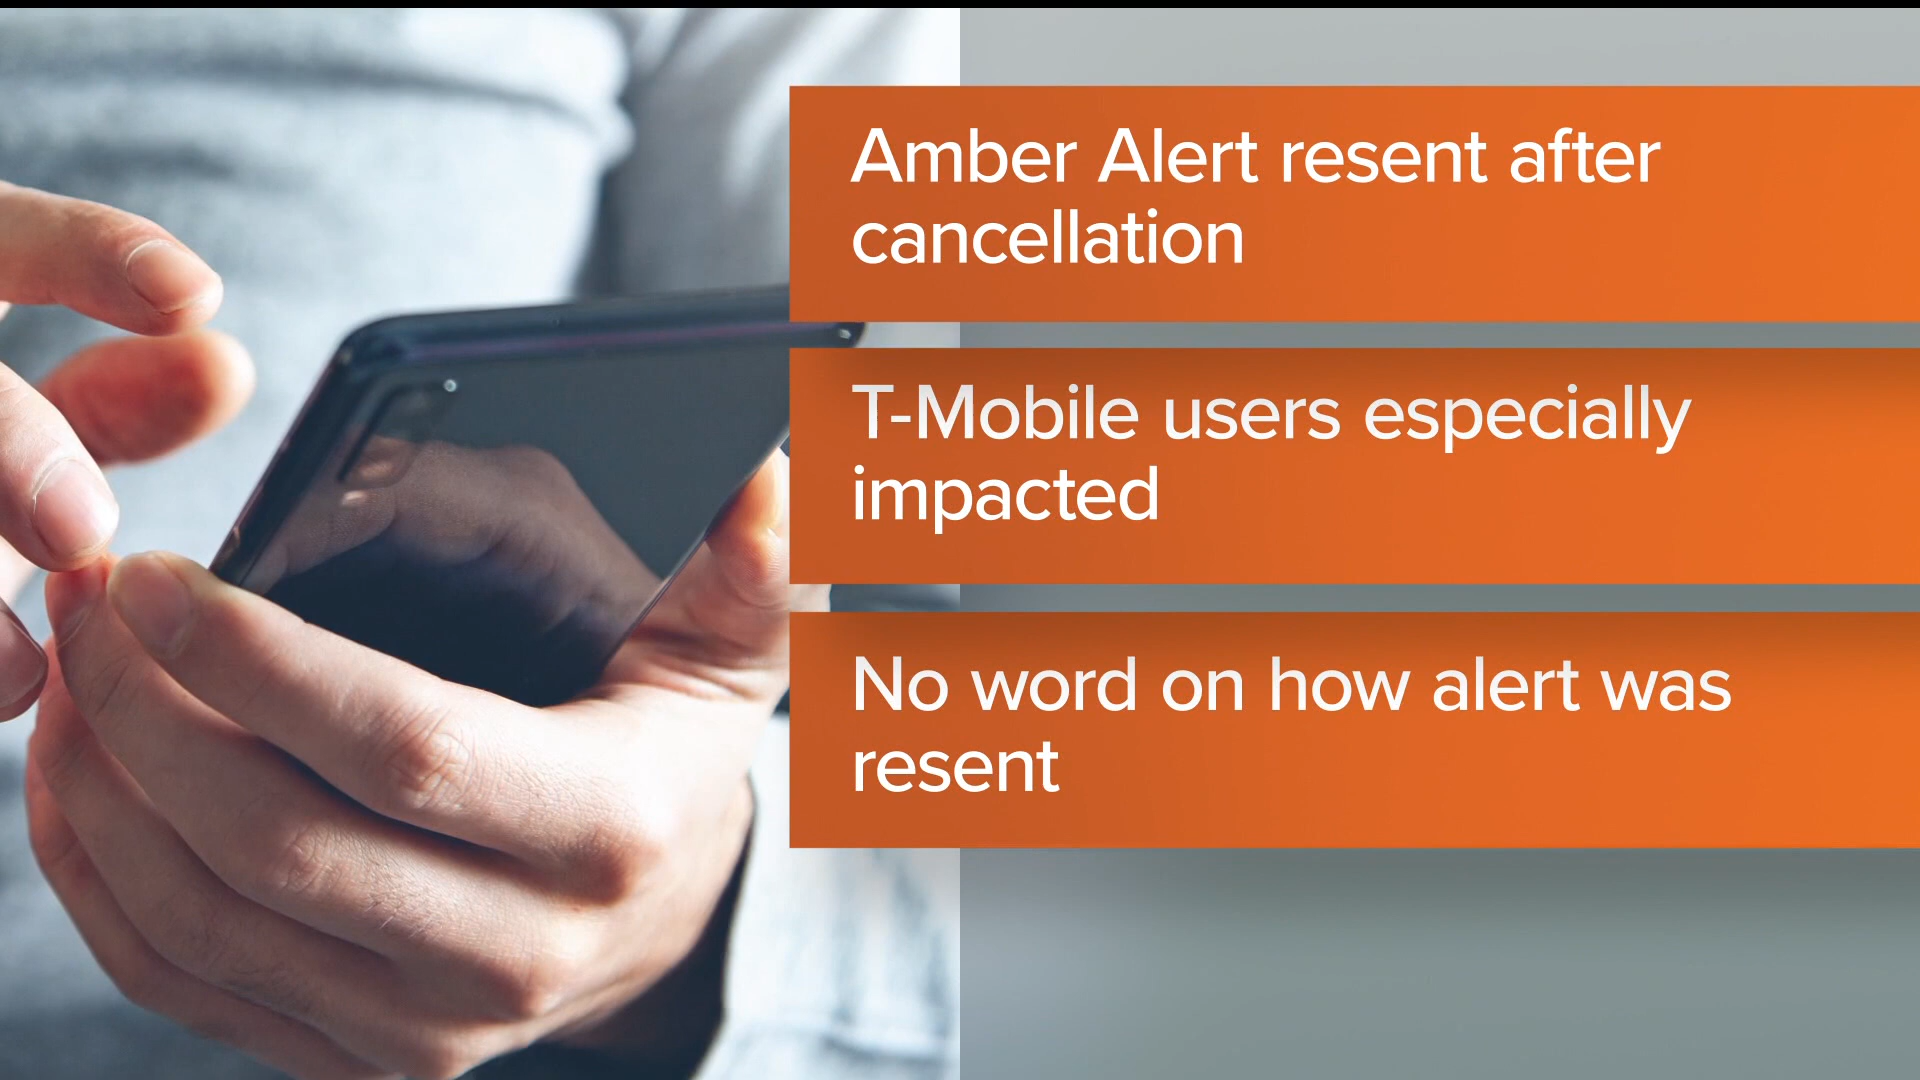 Amber Alert resent after
cancellation
T-Mobile users especially
impacted
No word on how alert was
resent